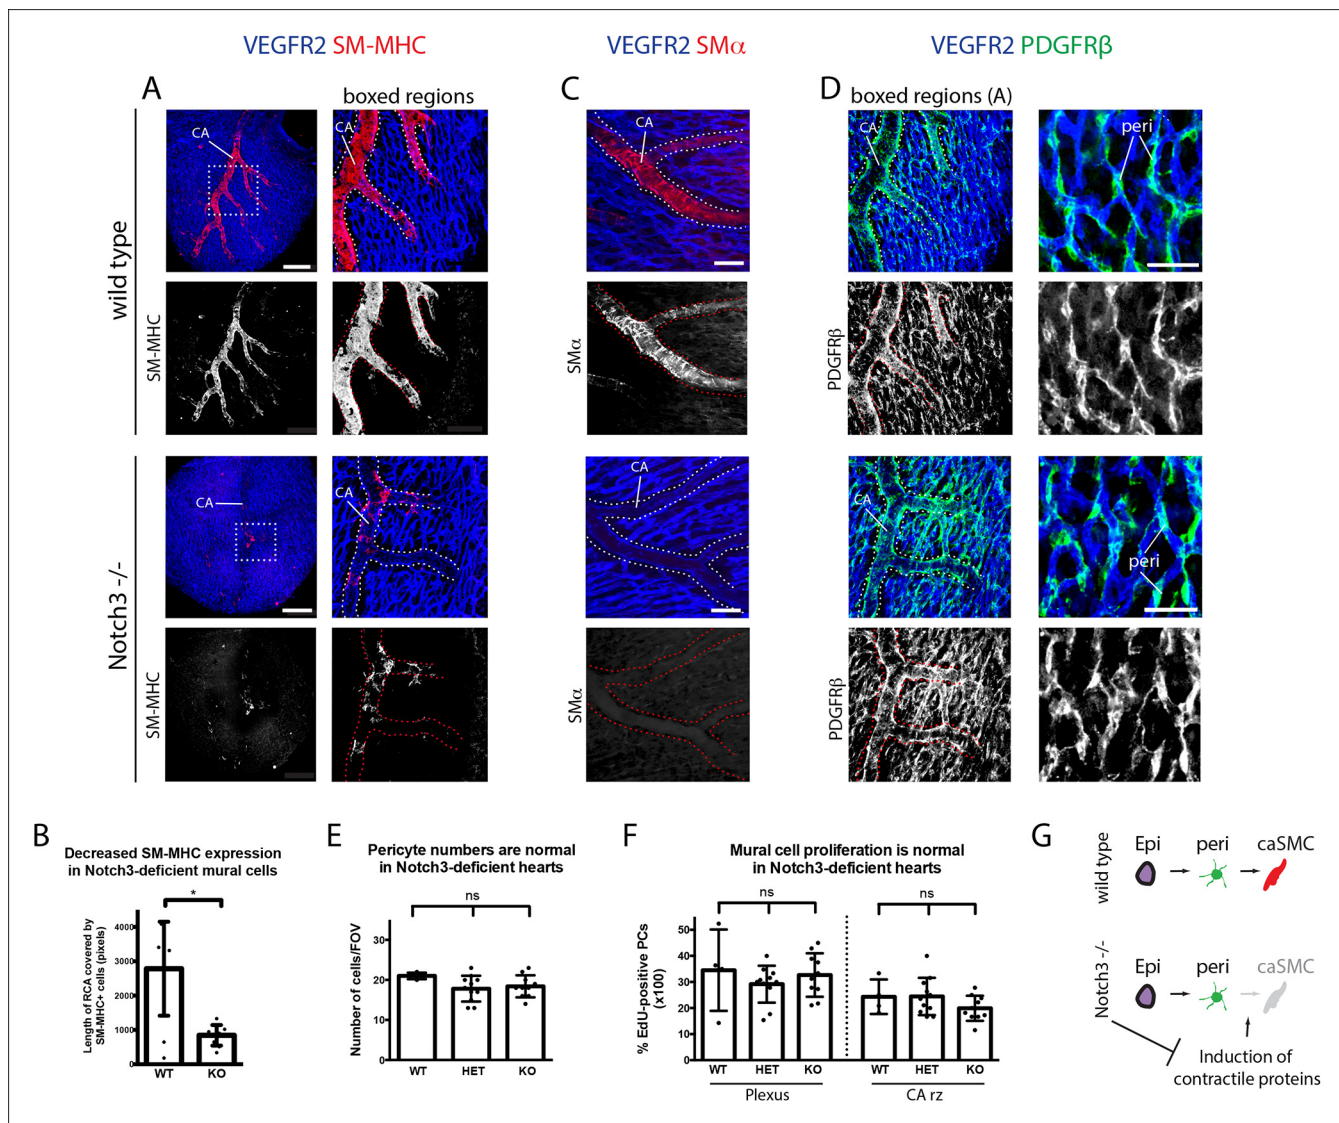 VEGFR2 SM-MHC
VEGFR2 SMα
VEGFR2 PDGFRβ
A
boxed regions
C
D
boxed regions (A)
wild type
CA
CA
CA
CA
peri
SM-MHC
SMα
PDGFRβ
Notch3 -/-
CA
CA
CA
CA
peri
SM-MHC
SMα
PDGFRβ
B
Decreased SM-MHC expression
in Notch3-deficient mural cells
*
Length of RCA covered by
SM-MHC+ cells (pixels)
4000
3000
2000
1000
0
WT
KO
E
Pericyte numbers are normal
in Notch3-deficient hearts
ns
Number of cells/FOV
30
20
10
0
WT
HET
KO
F
Mural cell proliferation is normal
in Notch3-deficient hearts
ns
ns
% EdU-positive PCs
(x100)
50
40
30
20
10
0
WT
HET
KO
WT
HET
KO
Plexus
CA rz
G
wild type
Epi
peri
caSMC
Notch3 -/-
Epi
peri
caSMC
Induction of
contractile proteins